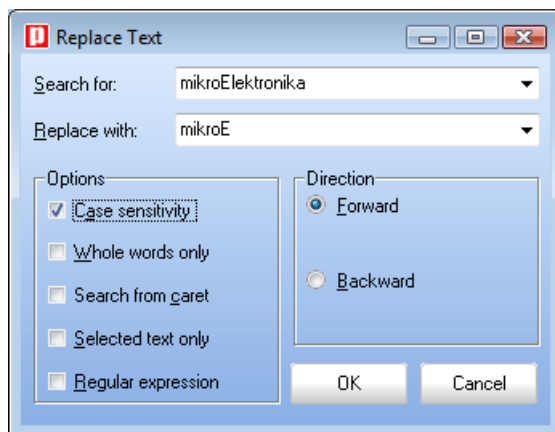 Replace Text
Search for: mikroElektronika
Replace with: mikroE
Options
Case sensitivity
Whole words only
Search from caret
Selected text only
Regular expression
Direction
Forward
Backward
OK Cancel